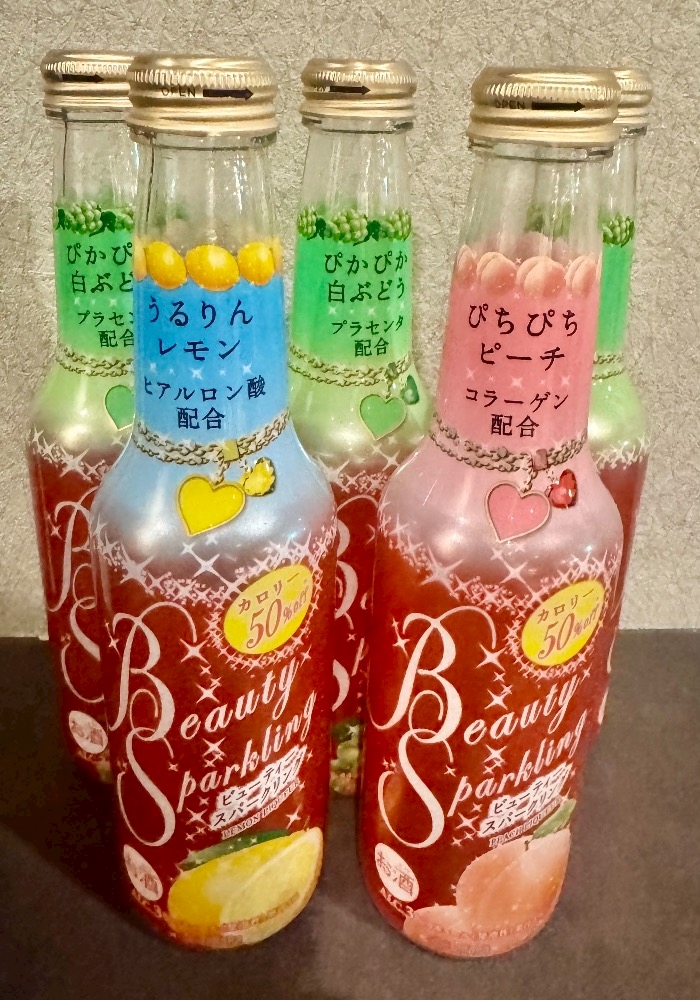 OPEN
うるりん
レモン
ヒアルロン酸
配合
カロリー
50%off
Beauty
Sparkling
ビューティー
スパークリング
お酒
OPEN
ぴちぴち
ピーチ
コラーゲン
配合
カロリー
50%off
Beauty
Sparkling
ビューティー
スパークリング
お酒
ぴかぴか
白ぶどう
プラセンタ
配合
ぴかぴ
白ぶど
プラセン
配合
お酒